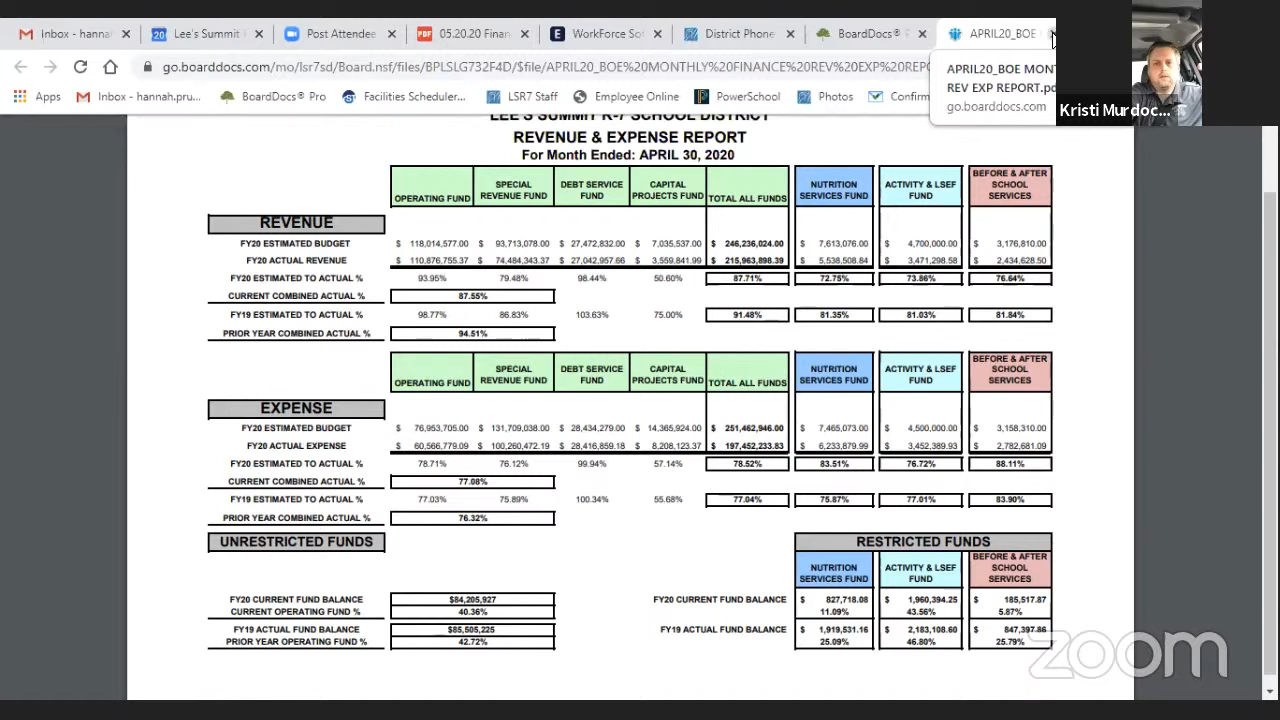 Inbox - hannah × Lee's Summit × Post Attendee × 05.20.20 Finan × WorkForce So × District Phone × BoardDocs® × APRIL20_BOE
go.boarddocs.com/mo/lsr7sd/Board.nsf/files/
APRIL20_BOE MONT
REV EXP REPORT.pd
go.boarddocs.com
Apps Inbox - hannah.pru... BoardDocs® Pro Facilities Scheduler... LSR7 Staff Employee Online PowerSchool Photos Confirm
Kristi Murdoc...
LEE'S SUMMIT R-7 SCHOOL DISTRICT
REVENUE & EXPENSE REPORT
For Month Ended: APRIL 30, 2020
OPERATING FUND SPECIAL REVENUE FUND DEBT SERVICE FUND CAPITAL PROJECTS FUND TOTAL ALL FUNDS NUTRITION SERVICES FUND ACTIVITY & LSEF FUND BEFORE & AFTER SCHOOL SERVICES
REVENUE
FY20 ESTIMATED BUDGET $ 118,014,577.00 $ 93,713,078.00 $ 27,472,832.00 $ 7,035,537.00 $ 246,236,024.00 $ 7,613,076.00 $ 4,700,000.00 $ 3,176,810.00
FY20 ACTUAL REVENUE $ 110,876,755.37 $ 74,484,343.37 $ 27,042,957.66 $ 3,559,841.99 $ 215,963,898.39 $ 5,538,508.84 $ 3,471,298.58 $ 2,434,628.50
FY20 ESTIMATED TO ACTUAL % 93.95% 79.48% 98.44% 50.60% 87.71% 72.75% 73.86% 76.64%
CURRENT COMBINED ACTUAL % 87.55%
FY19 ESTIMATED TO ACTUAL % 98.77% 86.83% 103.63% 75.00% 91.48% 81.35% 81.03% 81.84%
PRIOR YEAR COMBINED ACTUAL % 94.51%
OPERATING FUND SPECIAL REVENUE FUND DEBT SERVICE FUND CAPITAL PROJECTS FUND TOTAL ALL FUNDS NUTRITION SERVICES FUND ACTIVITY & LSEF FUND BEFORE & AFTER SCHOOL SERVICES
EXPENSE
FY20 ESTIMATED BUDGET $ 76,953,705.00 $ 131,709,038.00 $ 28,434,279.00 $ 14,365,924.00 $ 251,462,946.00 $ 7,465,073.00 $ 4,500,000.00 $ 3,158,310.00
FY20 ACTUAL EXPENSE $ 60,566,779.09 $ 100,260,472.19 $ 28,416,859.18 $ 8,208,123.37 $ 197,452,233.83 $ 6,233,879.99 $ 3,452,389.93 $ 2,782,681.09
FY20 ESTIMATED TO ACTUAL % 78.71% 76.12% 99.94% 57.14% 78.52% 83.51% 76.72% 88.11%
CURRENT COMBINED ACTUAL % 77.08%
FY19 ESTIMATED TO ACTUAL % 77.03% 75.89% 100.34% 55.68% 77.04% 75.87% 77.01% 83.90%
PRIOR YEAR COMBINED ACTUAL % 76.32%
UNRESTRICTED FUNDS RESTRICTED FUNDS
NUTRITION SERVICES FUND ACTIVITY & LSEF FUND BEFORE & AFTER SCHOOL SERVICES
FY20 CURRENT FUND BALANCE $84,205,927 FY20 CURRENT FUND BALANCE $ 827,718.08 $ 1,960,394.25 $ 185,517.87
CURRENT OPERATING FUND % 40.36% 11.09% 43.56% 5.87%
FY19 ACTUAL FUND BALANCE $85,505,225 FY19 ACTUAL FUND BALANCE $ 1,919,531.16 $ 2,183,108.60 $ 847,397.86
PRIOR YEAR OPERATING FUND % 42.72% 25.09% 46.80% 25.79%
zoom